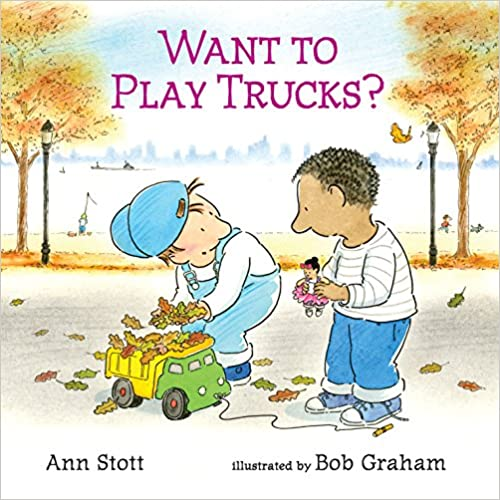 WANT TO
PLAY TRUCKS?
Ann Stott
illustrated by Bob Graham